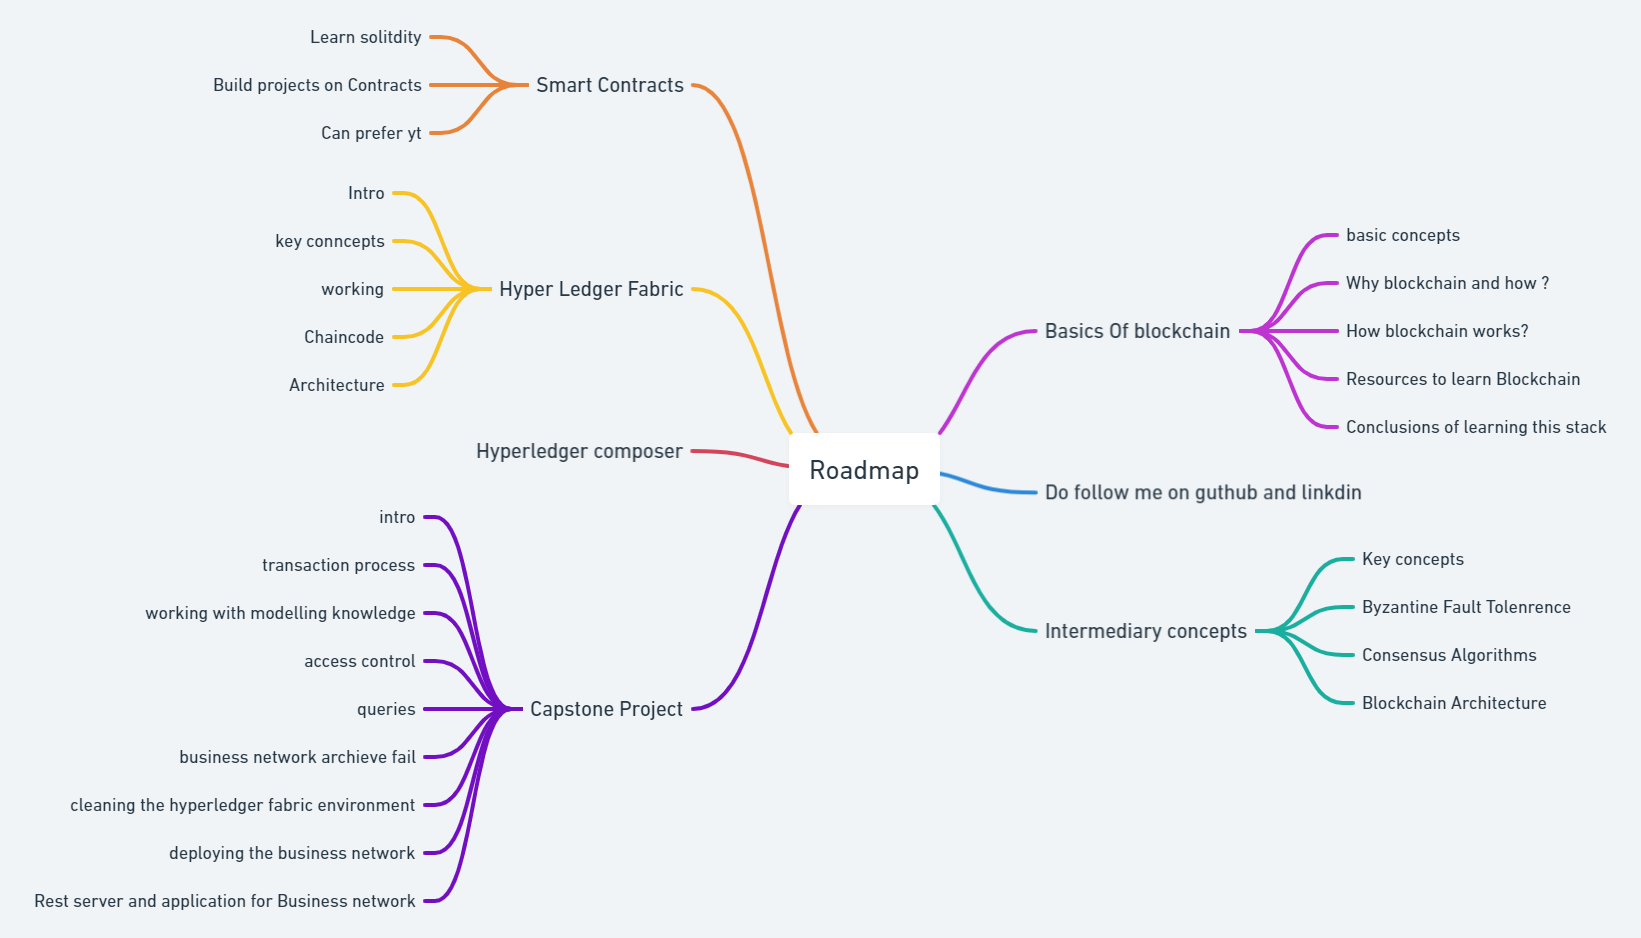 Roadmap
Smart Contracts
Learn solitdity
Build projects on Contracts
Can prefer yt
Hyper Ledger Fabric
Intro
key conncepts
working
Chaincode
Architecture
Hyperledger composer
Capstone Project
intro
transaction process
working with modelling knowledge
access control
queries
business network archieve fail
cleaning the hyperledger fabric environment
deploying the business network
Rest server and application for Business network
Basics Of blockchain
basic concepts
Why blockchain and how ?
How blockchain works?
Resources to learn Blockchain
Conclusions of learning this stack
Do follow me on guthub and linkdin
Intermediary concepts
Key concepts
Byzantine Fault Tolenrence
Consensus Algorithms
Blockchain Architecture